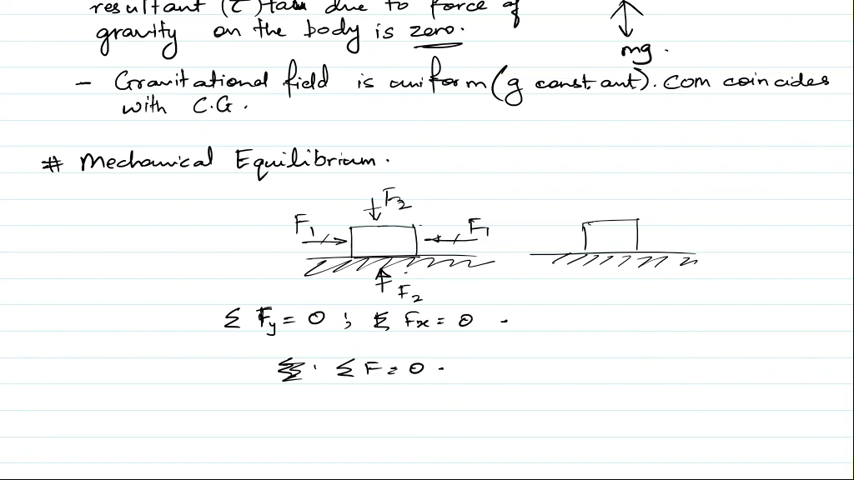 resultant (τ) due to force of
gravity on the body is zero.
mg.
- Gravitational field is uniform (g constant). COM coincides
with C.G.
# Mechanical Equilibrium.
F₂
F₁ F₁
F₂
Σ Fy = 0 ; Σ Fx = 0 .
Σ F = 0 .